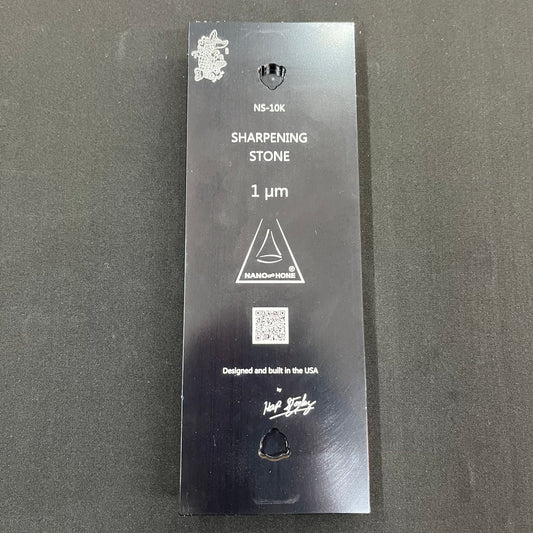 NS-10K
SHARPENING
STONE
1 µm
NANO HONE ®
Designed and built in the USA
by